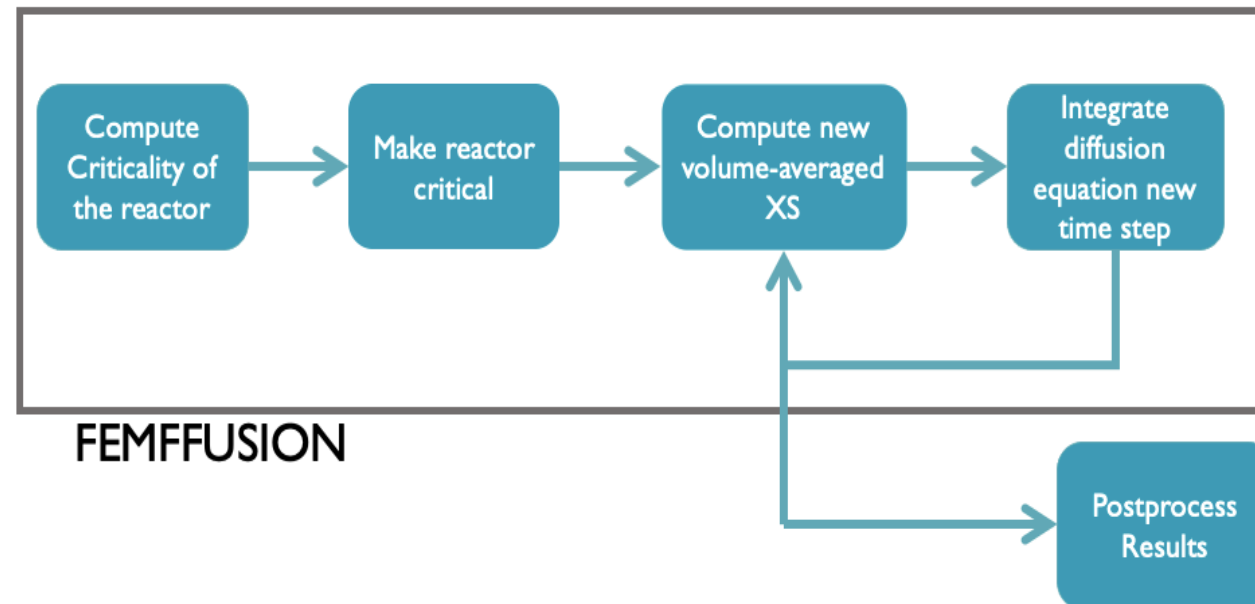 Compute
Criticality of
the reactor
Make reactor
critical
Compute new
volume-averaged
XS
Integrate
diffusion
equation new
time step
FEMFFUSION
Postprocess
Results